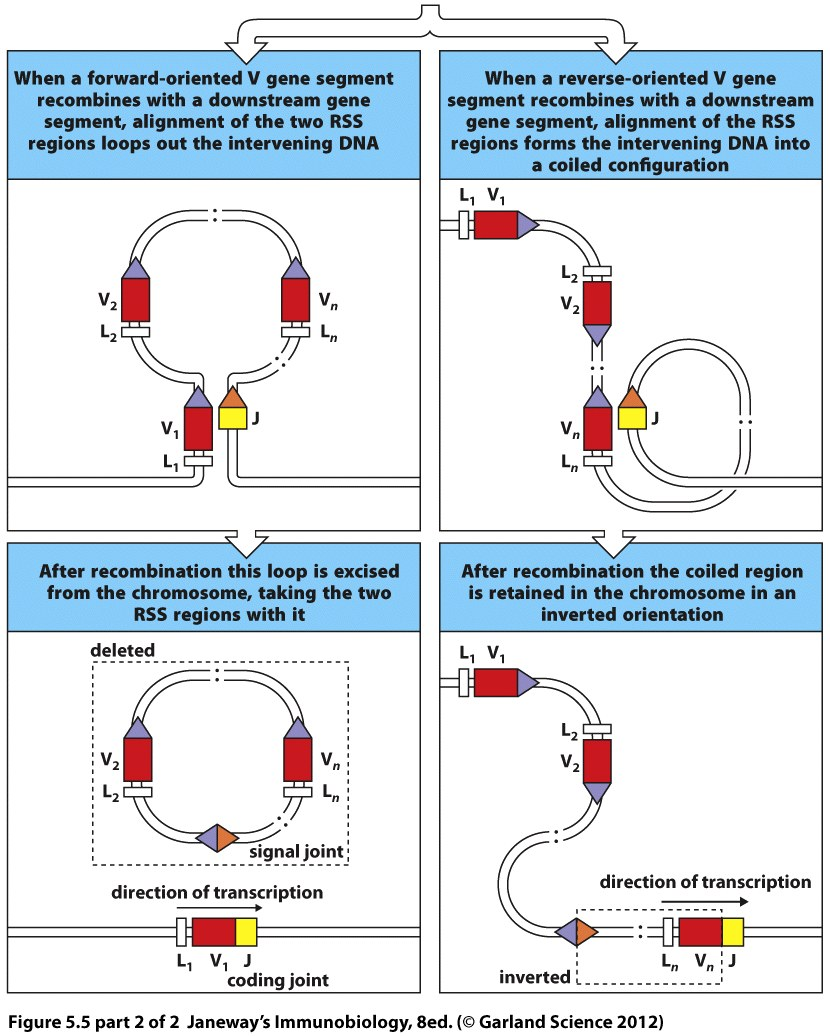 When a forward-oriented V gene segment
recombines with a downstream gene
segment, alignment of the two RSS
regions loops out the intervening DNA
V2
Vn
L2
Ln
V1
J
L1
After recombination this loop is excised
from the chromosome, taking the two
RSS regions with it
deleted
V2
Vn
L2
Ln
signal joint
direction of transcription
L1 V1 J
coding joint
When a reverse-oriented V gene
segment recombines with a downstream
gene segment, alignment of the RSS
regions forms the intervening DNA into
a coiled configuration
L1 V1
L2
V2
Vn
J
Ln
After recombination the coiled region
is retained in the chromosome in an
inverted orientation
L1 V1
L2
V2
direction of transcription
Ln Vn J
inverted
Figure 5.5 part 2 of 2 Janeway's Immunobiology, 8ed. (© Garland Science 2012)